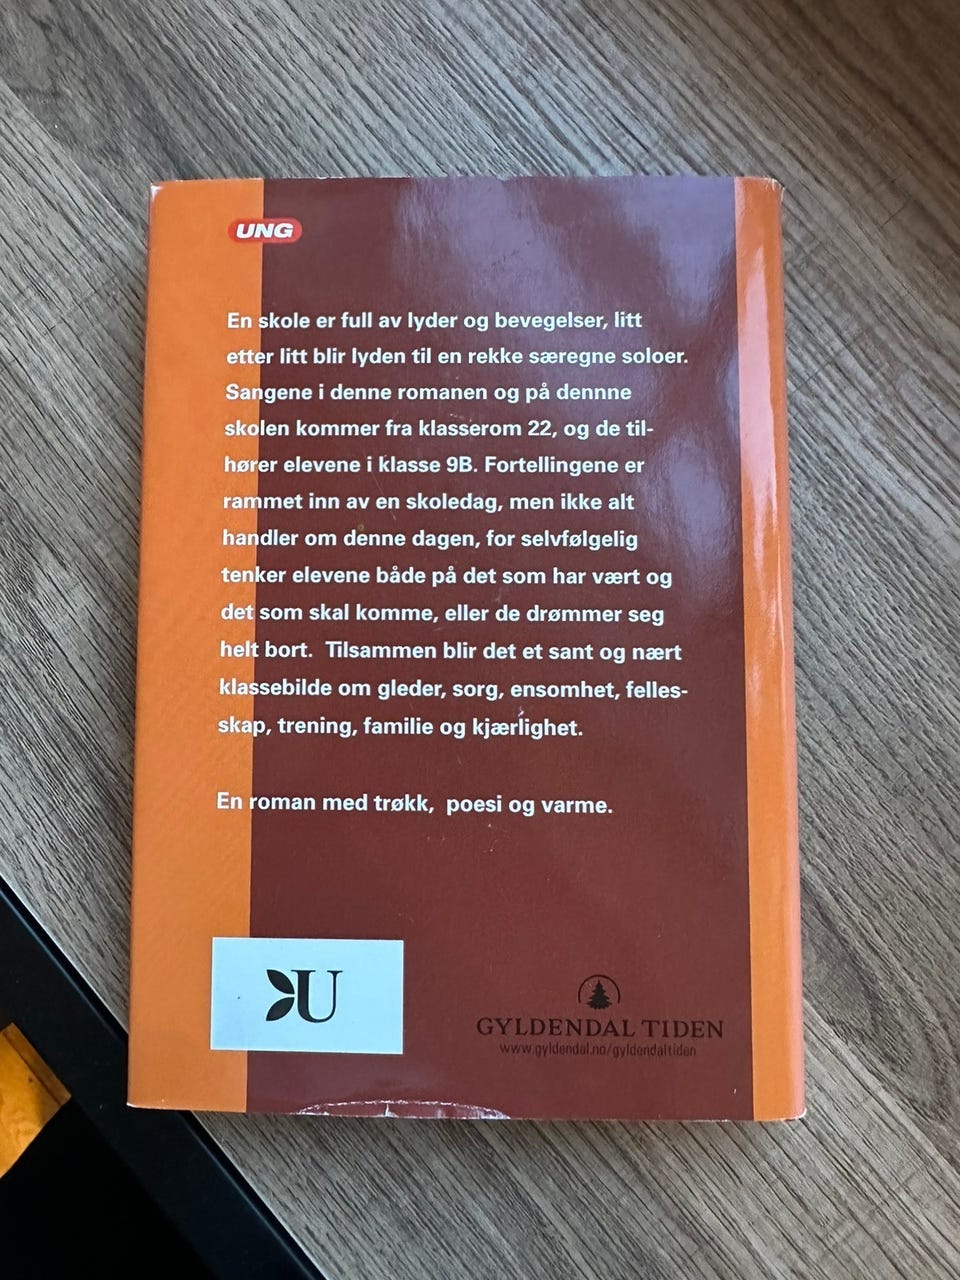 UNG
En skole er full av lyder og bevegelser, litt
etter litt blir lyden til en rekke særegne soloer.
Sangene i denne romanen og på dennne
skolen kommer fra klasserom 22, og de til-
hører elevene i klasse 9B. Fortellingene er
rammet inn av en skoledag, men ikke alt
handler om denne dagen, for selvfølgelig
tenker elevene både på det som har vært og
det som skal komme, eller de drømmer seg
helt bort.  Tilsammen blir det et sant og nært
klassebilde om gleder, sorg, ensomhet, felles-
skap, trening, familie og kjærlighet.
En roman med trøkk,  poesi og varme.
U
GYLDENDAL TIDEN
www.gyldendal.no/gyldendaltiden